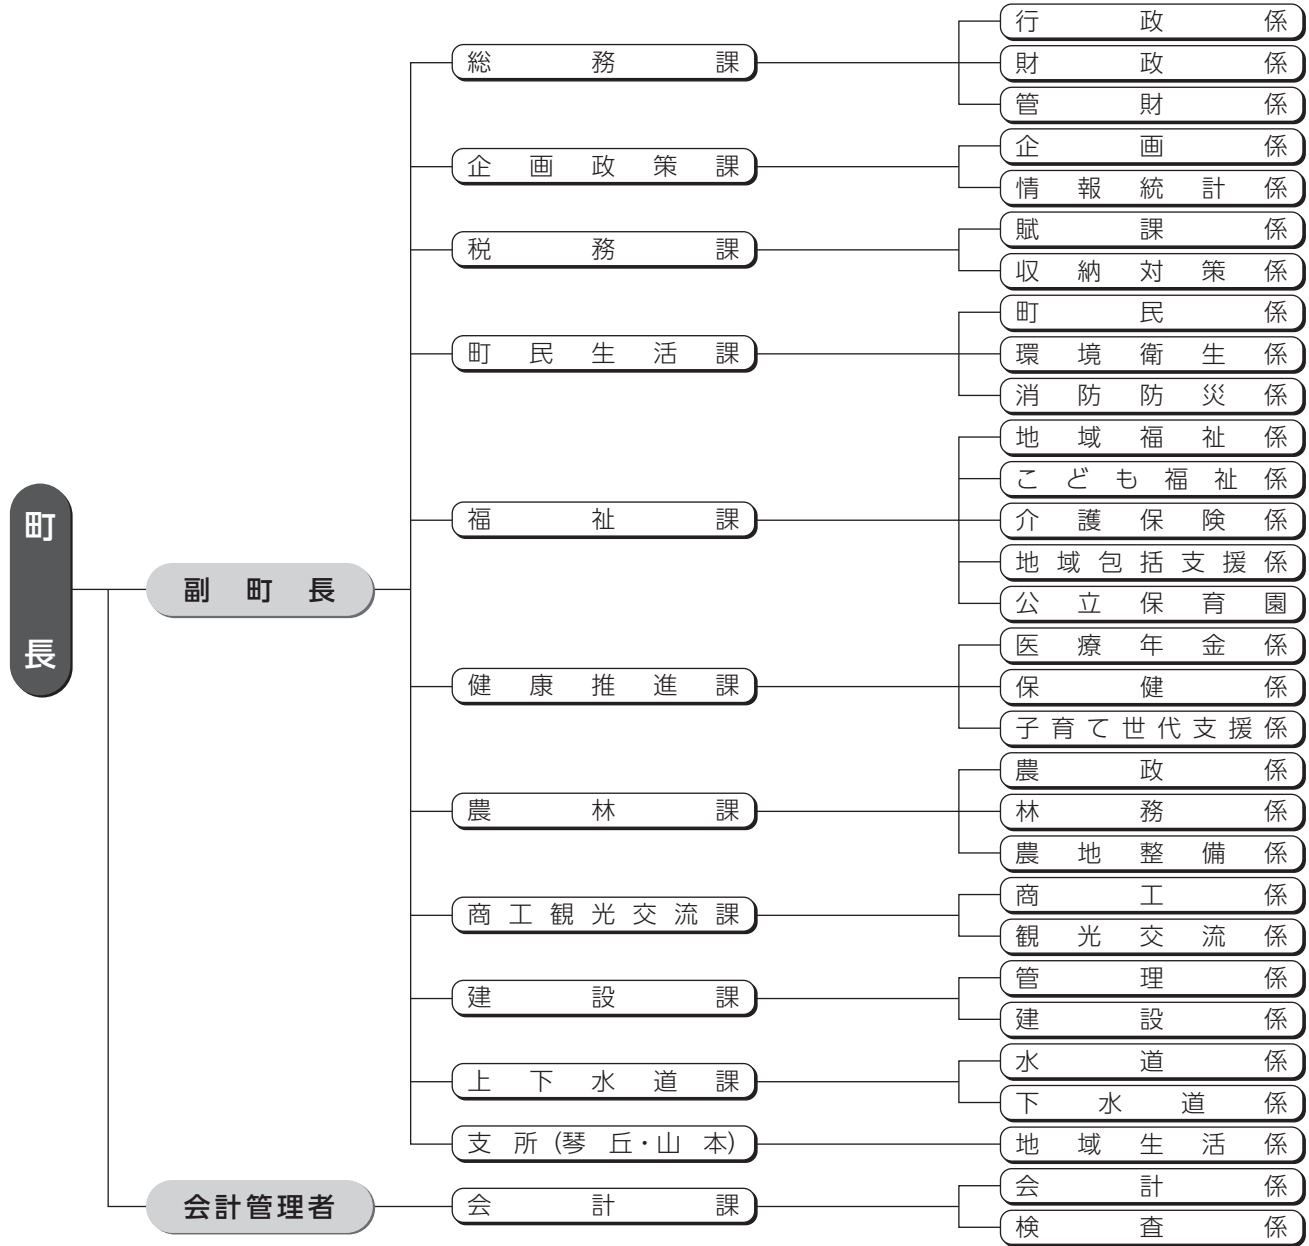 町長
副町長
総務課
行政係
財政係
管財係
企画政策課
企画係
情報統計係
税務課
賦課係
収納対策係
町民生活課
町民係
環境衛生係
消防防災係
福祉課
地域福祉係
こども福祉係
介護保険係
地域包括支援係
公立保育園
健康推進課
医療年金係
保健係
子育て世代支援係
農林課
農政係
林務係
農地整備係
商工観光交流課
商工係
観光交流係
建設課
管理係
建設係
上下水道課
水道係
下水道係
支所(琴丘・山本)
地域生活係
会計管理者
会計課
会計係
検査係